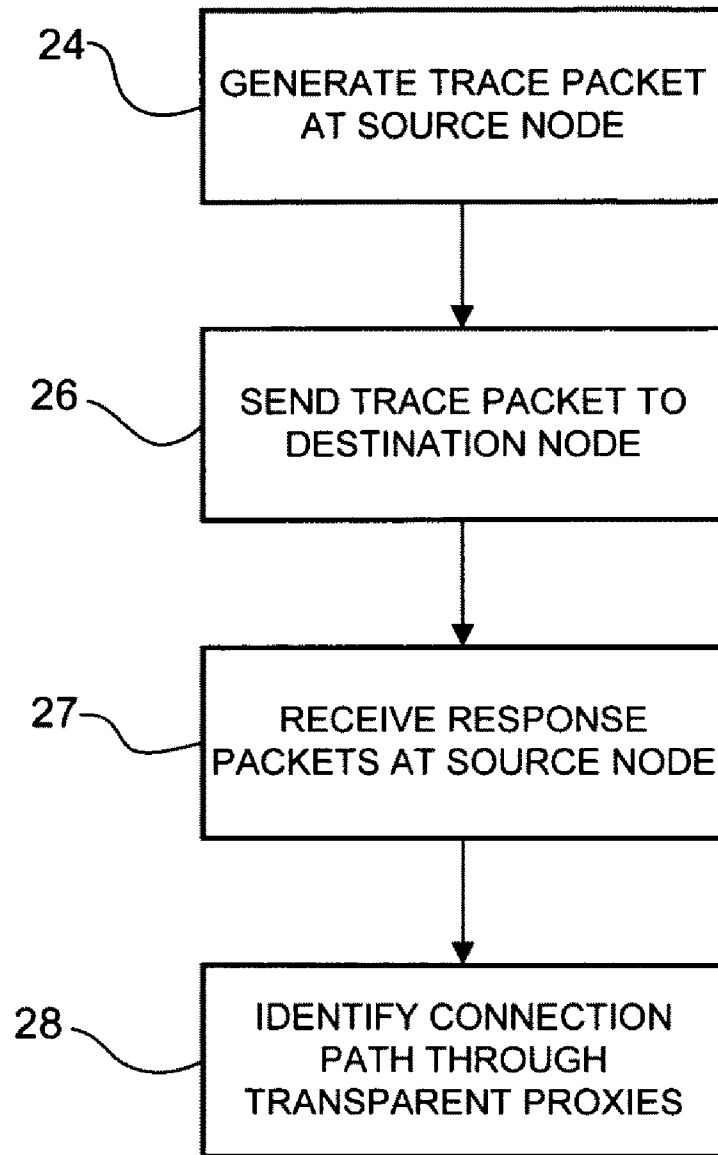 24
GENERATE TRACE PACKET
AT SOURCE NODE
26
SEND TRACE PACKET TO
DESTINATION NODE
27
RECEIVE RESPONSE
PACKETS AT SOURCE NODE
28
IDENTIFY CONNECTION
PATH THROUGH
TRANSPARENT PROXIES